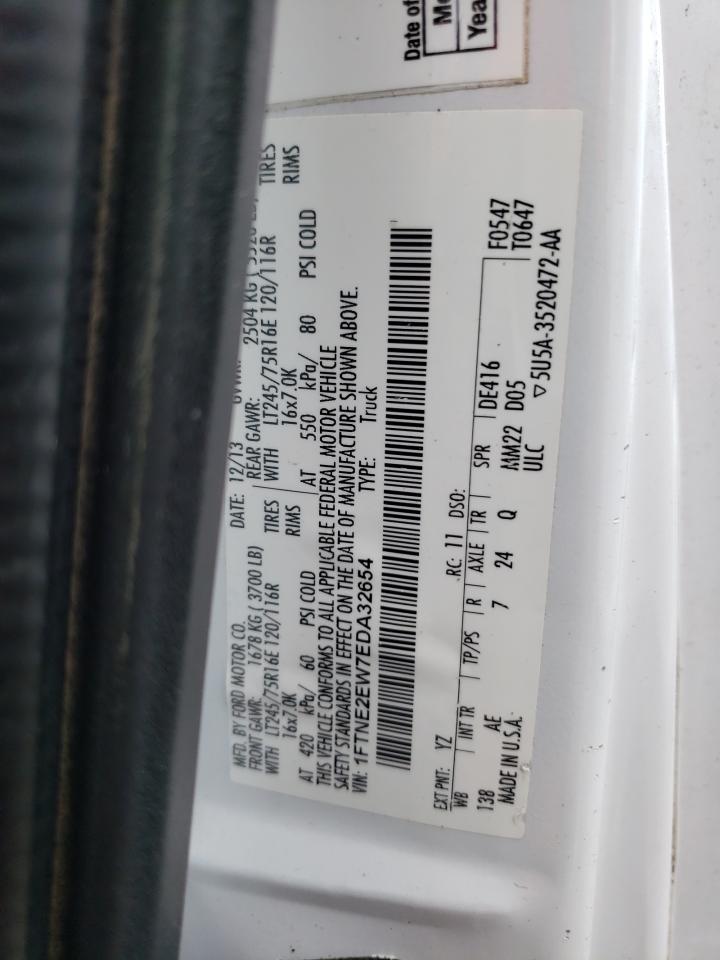 Date of
Mo
Yea
MFD. BY FORD MOTOR CO. DATE: 12/13 GVWR:
FRONT GAWR: 1678 KG ( 3700 LB) REAR GAWR: 2504 KG (
WITH LT245/75R16E 120/116R TIRES WITH LT245/75R16E 120/116R TIRES
16x7.0K RIMS 16x7.0K RIMS
AT 420 kPa/ 60 PSI COLD AT 550 kPa/ 80 PSI COLD
THIS VEHICLE CONFORMS TO ALL APPLICABLE FEDERAL MOTOR VEHICLE
SAFETY STANDARDS IN EFFECT ON THE DATE OF MANUFACTURE SHOWN ABOVE.
VIN: 1FTNE2EW7EDA32654 TYPE: Truck
EXT PNT: YZ RC: 11 DSO:
WB INT TR TP/PS R AXLE TR SPR DE416 F0547
138 AE 7 24 Q MM22 D05 T0647
MADE IN U.S.A. ULC ▽5U5A-3520472-AA